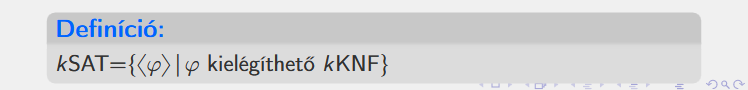 Definíció:
kSAT={⟨φ⟩ | φ kielégíthető kKNF}